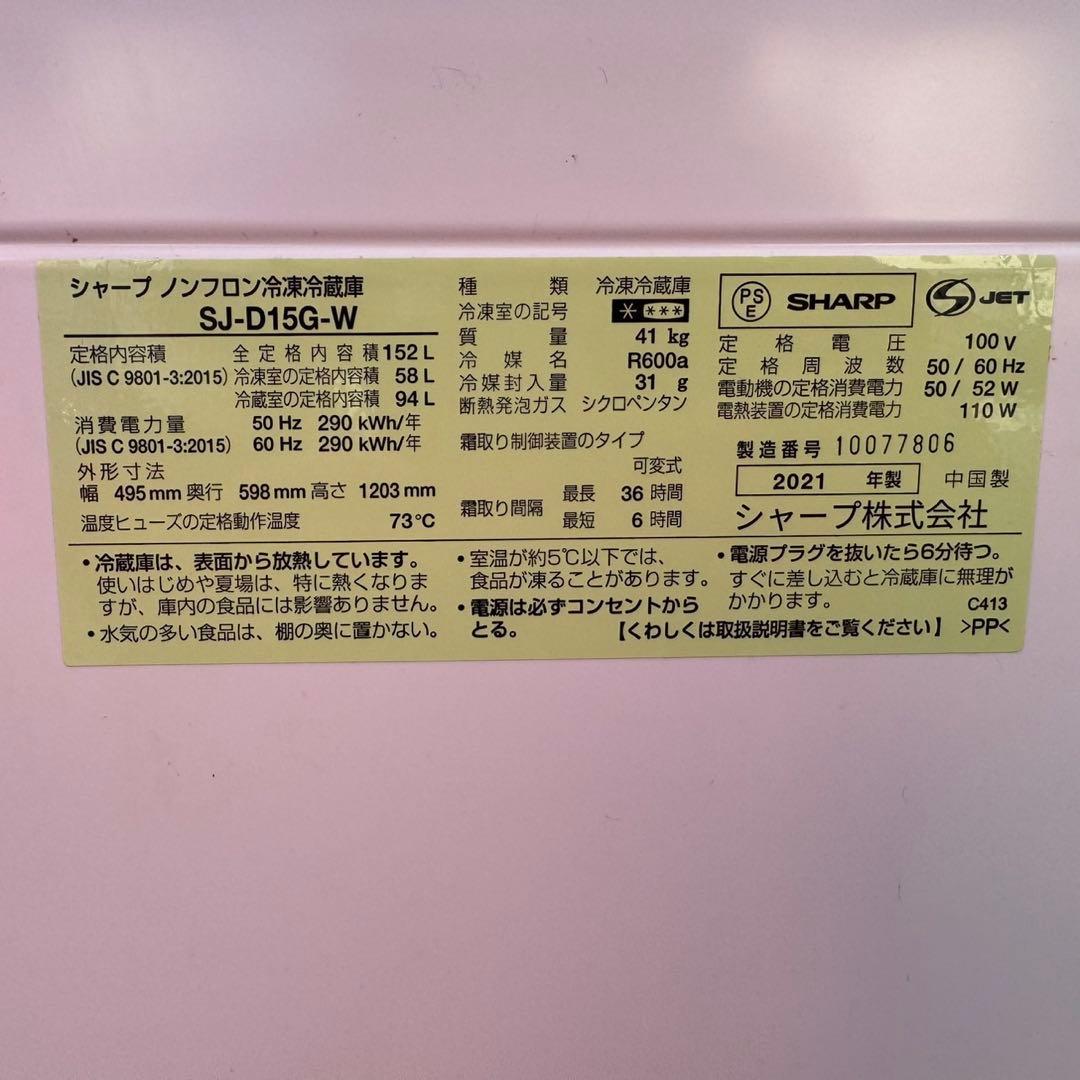 シャープ ノンフロン冷凍冷蔵庫
SJ-D15G-W
定格内容積 全定格内容積 152 L
(JIS C 9801-3:2015) 冷凍室の定格内容積 58 L
冷蔵室の定格内容積 94 L
消費電力量 50 Hz 290 kWh/年
(JIS C 9801-3:2015) 60 Hz 290 kWh/年
外形寸法
幅 495 mm 奥行 598 mm 高さ 1203 mm
温度ヒューズの定格動作温度 73℃
種類 冷凍冷蔵庫
冷凍室の記号 * ***
質量 41 kg
冷媒名 R600a
冷媒封入量 31 g
断熱発泡ガス シクロペンタン
霜取り制御装置のタイプ
可変式
霜取り間隔 最長 36 時間
最短 6 時間
PSE SHARP S JET
定格電圧 100 V
定格周波数 50 / 60 Hz
電動機の定格消費電力 50 / 52 W
電熱装置の定格消費電力 110 W
製造番号 10077806
2021 年製 中国製
シャープ株式会社
・冷蔵庫は、表面から放熱しています。
使いはじめや夏場は、特に熱くなりま
すが、庫内の食品には影響ありません。
・水気の多い食品は、棚の奥に置かない。
・室温が約5℃以下では、
食品が凍ることがあります。
・電源は必ずコンセントから
とる。
・電源プラグを抜いたら6分待つ。
すぐに差し込むと冷蔵庫に無理が
かかります。 C413
【くわしくは取扱説明書をご覧ください】 >PP<